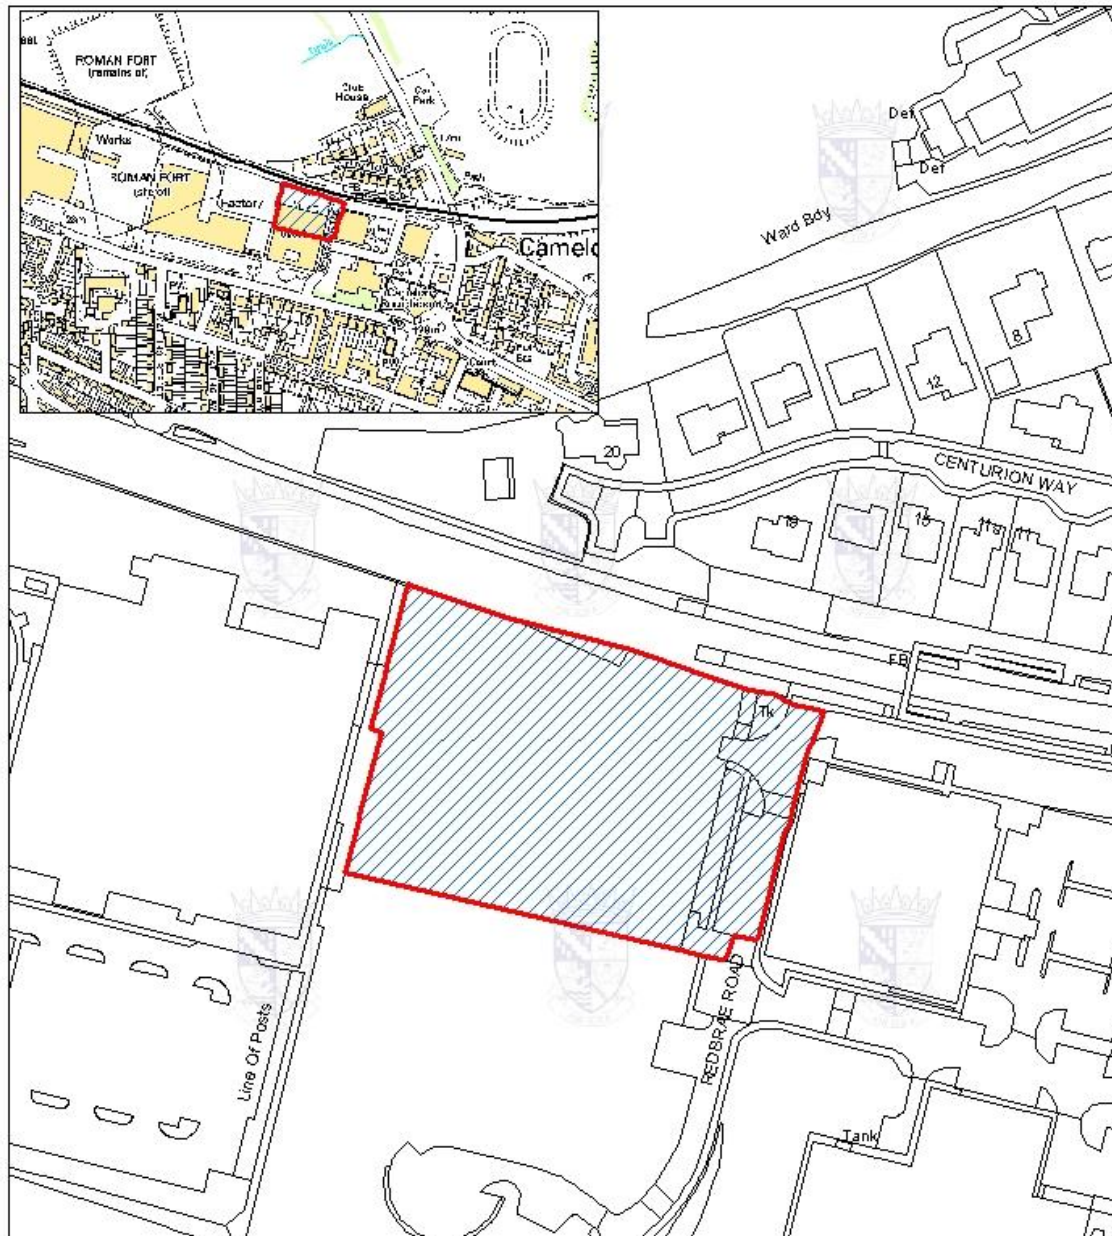 ROMAN FORT
(remains of)
Club
House
Car
Park
Works
ROMAN FORT
(site of)
Factory
Path
Camelo
Def
Def
Ward Bdy
8
12
20
CENTURION WAY
19
15
11a
11
FB
Tk
REDBRAE ROAD
Line Of Posts
Tank